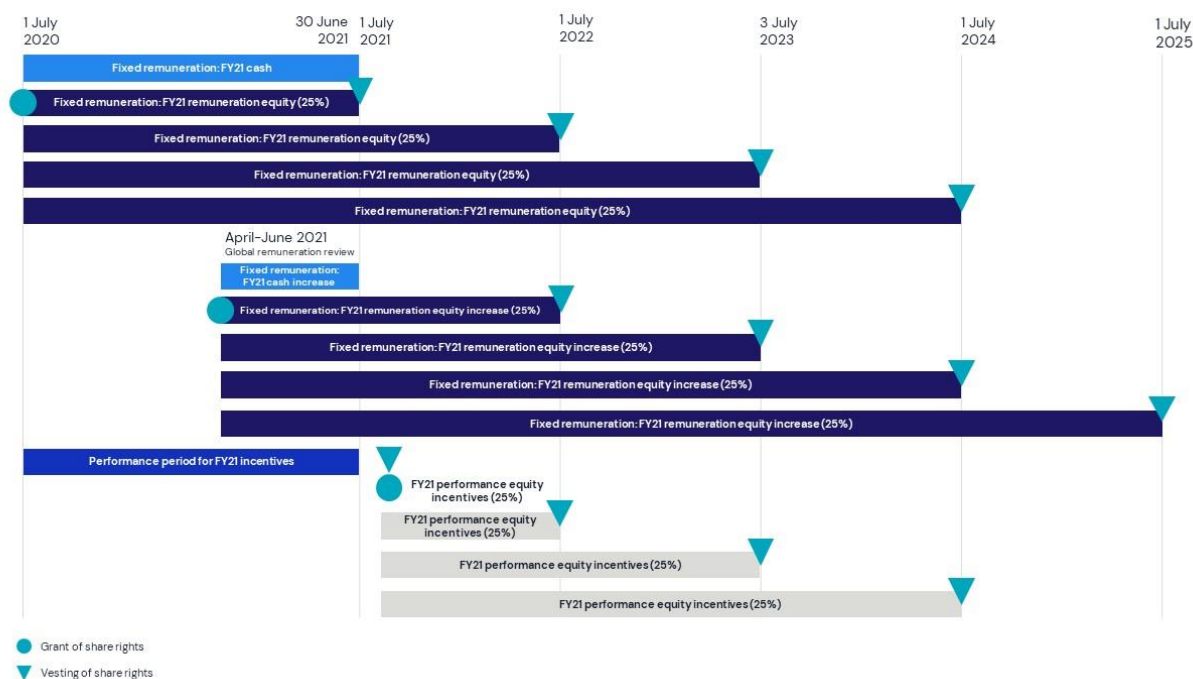 1 July
2020
30 June
2021
1 July
2021
1 July
2022
3 July
2023
1 July
2024
1 July
2025
Fixed remuneration: FY21 cash
Fixed remuneration: FY21 remuneration equity (25%)
Fixed remuneration: FY21 remuneration equity (25%)
Fixed remuneration: FY21 remuneration equity (25%)
Fixed remuneration: FY21 remuneration equity (25%)
April-June 2021
Global remuneration review
Fixed remuneration:
FY21 cash increase
Fixed remuneration: FY21 remuneration equity increase (25%)
Fixed remuneration: FY21 remuneration equity increase (25%)
Fixed remuneration: FY21 remuneration equity increase (25%)
Fixed remuneration: FY21 remuneration equity increase (25%)
Performance period for FY21 incentives
FY21 performance equity
incentives (25%)
FY21 performance equity
incentives (25%)
FY21 performance equity incentives (25%)
FY21 performance equity incentives (25%)
Grant of share rights
Vesting of share rights